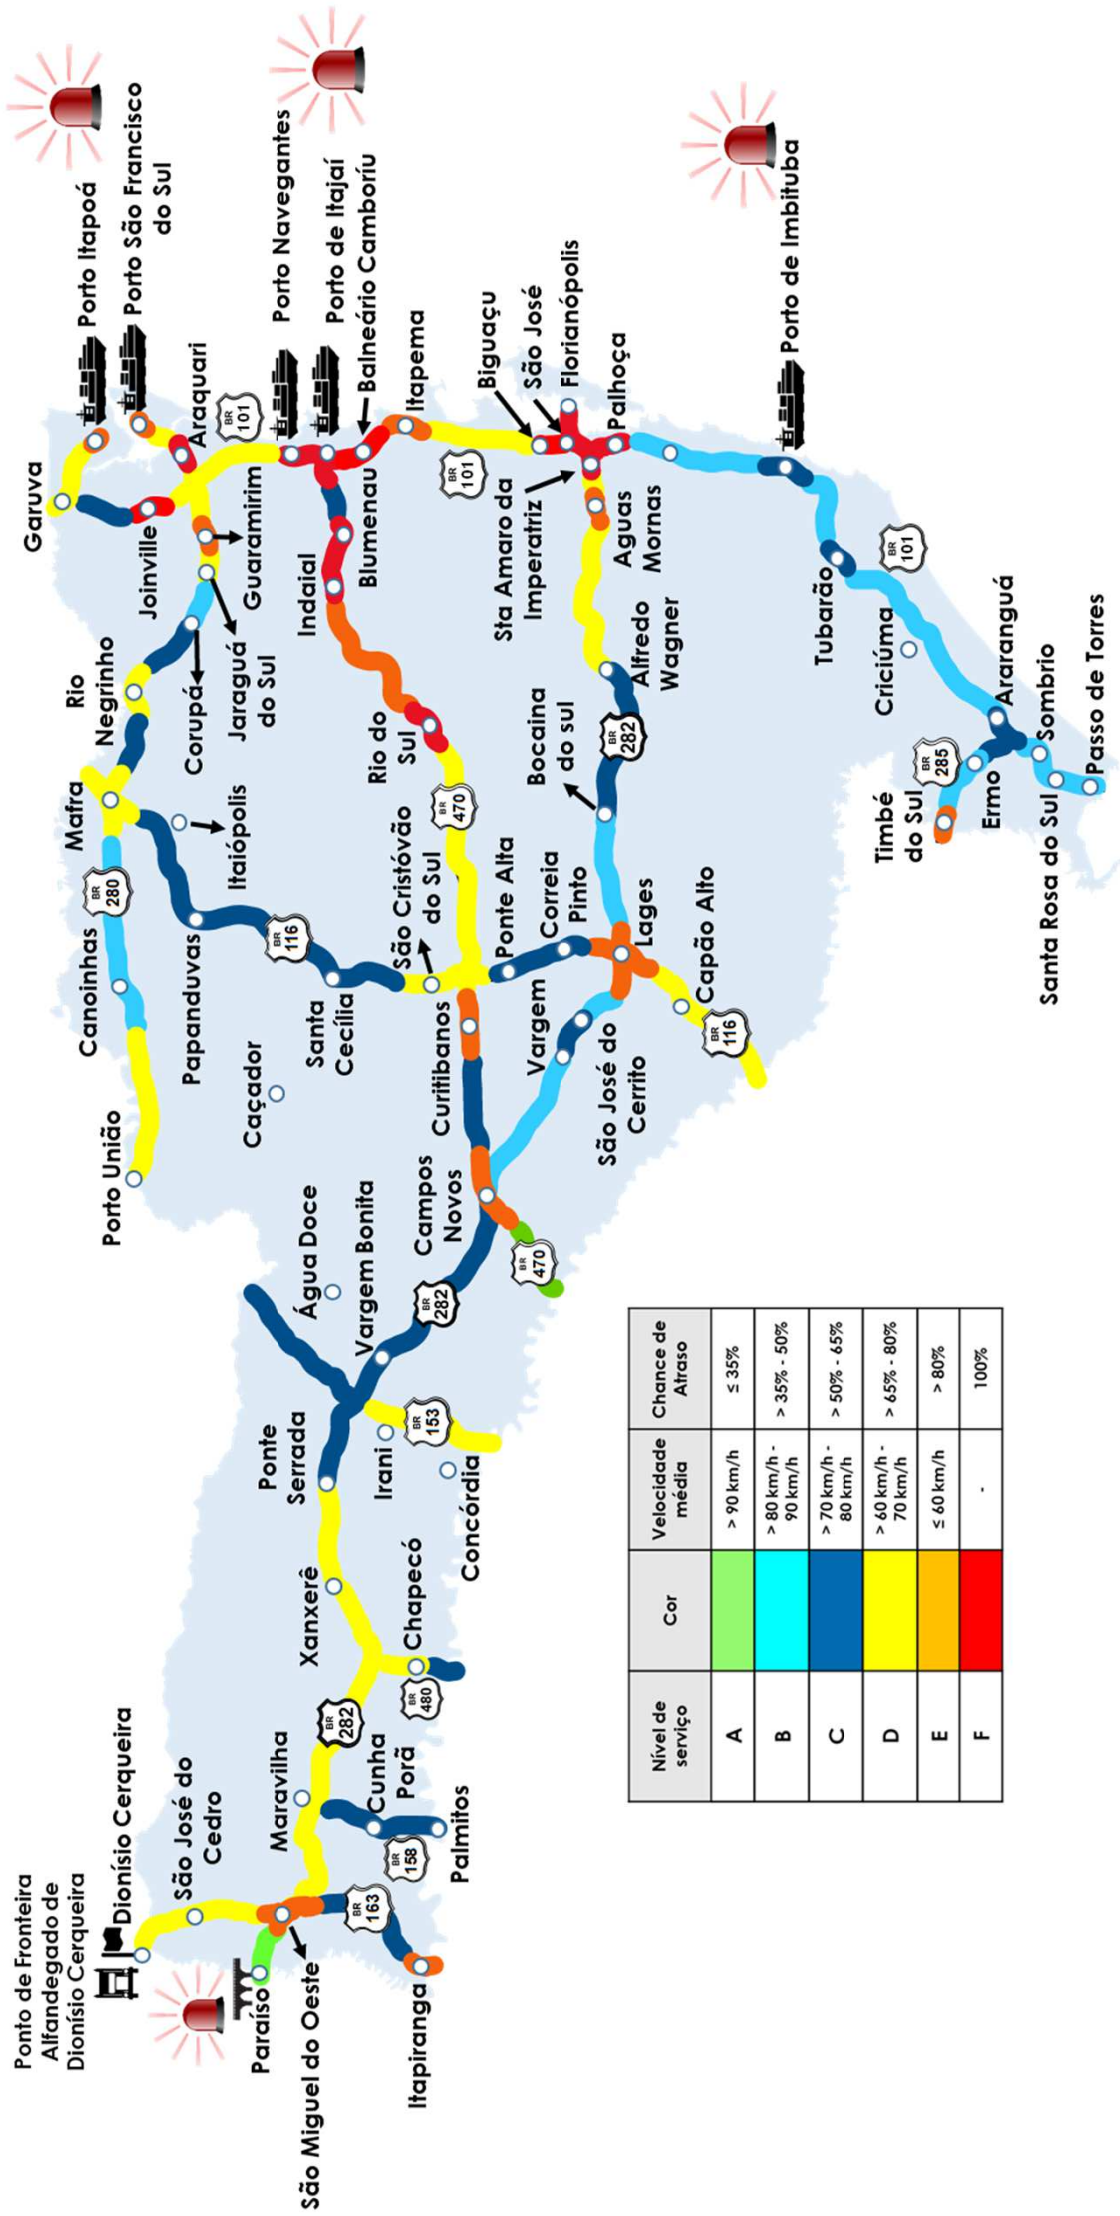 Ponto de Fronteira
Alfandegado de
Dionísio Cerqueira
Dionísio Cerqueira
São José do
Cedro
Paraíso
São Miguel do Oeste
Itapiranga
BR
163
Maravilha
Cunha
Porã
BR
158
Palmitos
BR
282
Xanxerê
BR
480
Chapecó
Ponte
Serrada
Irani
BR
153
Concórdia
Água Doce
Vargem Bonita
BR
282
Campos
Novos
BR
470
Porto União
Caçador
Curitibanos
Canoinhas
BR
280
Papanduvas
Santa
Cecília
BR
116
Mafra
Itaiópolis
São Cristóvão
do Sul
Ponte Alta
Correia
Pinto
Vargem
São José do
Cerrito
Lages
Capão Alto
BR
116
Rio
Negrinho
Corupá
Jaraguá
do Sul
Rio do
Sul
BR
470
Bocaina
do sul
BR
282
Alfredo
Wagner
Garuva
Joinville
Guaramirim
Araquari
BR
101
Indaial
Blumenau
Porto Itapoá
Porto São Francisco
do Sul
Porto Navegantes
Porto de Itajaí
Balneário Camboríu
Itapema
BR
101
Biguaçu
São José
Florianópolis
Palhoça
Sta Amaro da
Imperatriz
Aguas
Mornas
Porto de Imbituba
Tubarão
Criciúma
BR
101
Araranguá
Sombrio
Passo de Torres
Santa Rosa do Sul
Ermo
BR
285
Timbé
do Sul
Nível de
serviço
Cor
Velocidade
média
Chance de
Atraso
A
> 90 km/h
≤ 35%
B
> 80 km/h -
90 km/h
> 35% - 50%
C
> 70 km/h -
80 km/h
> 50% - 65%
D
> 60 km/h -
70 km/h
> 65% - 80%
E
≤ 60 km/h
> 80%
F
-
100%